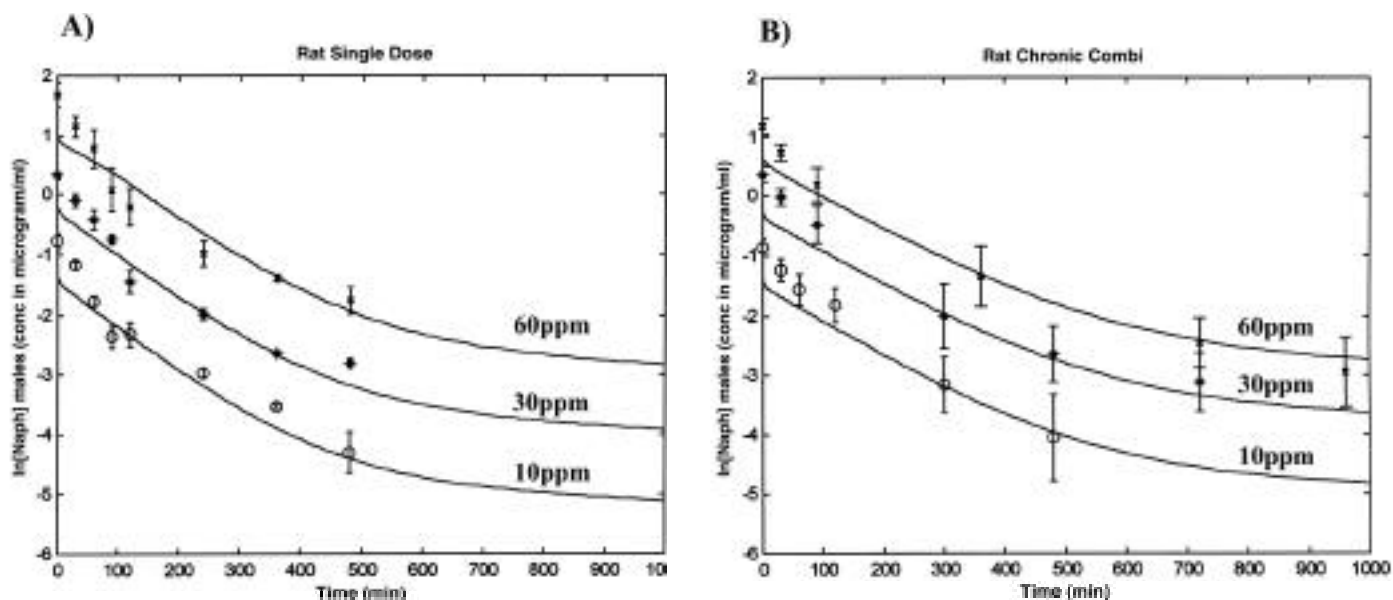 A)
Rat Single Dose
2
1
0
-1
-2
-3
-4
-5
-6
ln[Naph] males (conc in microgram/ml)
60ppm
30ppm
10ppm
0 100 200 300 400 500 600 700 800 900 100
Time (min)
B)
Rat Chronic Combi
2
1
0
-1
-2
-3
-4
-5
-6
ln[Naph] males (conc in microgram/ml)
60ppm
30ppm
10ppm
0 100 200 300 400 500 600 700 800 900 1000
Time (min)